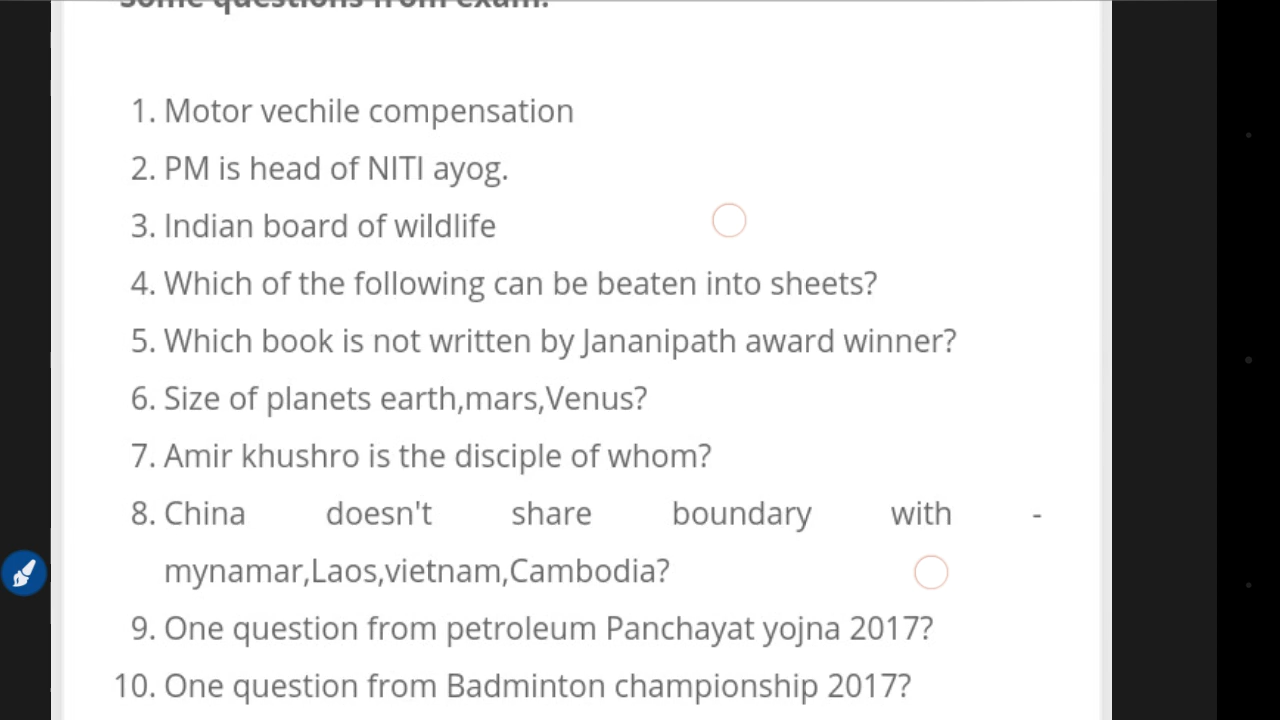 some questions from exam:
1. Motor vechile compensation
2. PM is head of NITI ayog.
3. Indian board of wildlife
4. Which of the following can be beaten into sheets?
5. Which book is not written by Jananipath award winner?
6. Size of planets earth,mars,Venus?
7. Amir khushro is the disciple of whom?
8. China doesn't share boundary with -
mynamar,Laos,vietnam,Cambodia?
9. One question from petroleum Panchayat yojna 2017?
10. One question from Badminton championship 2017?